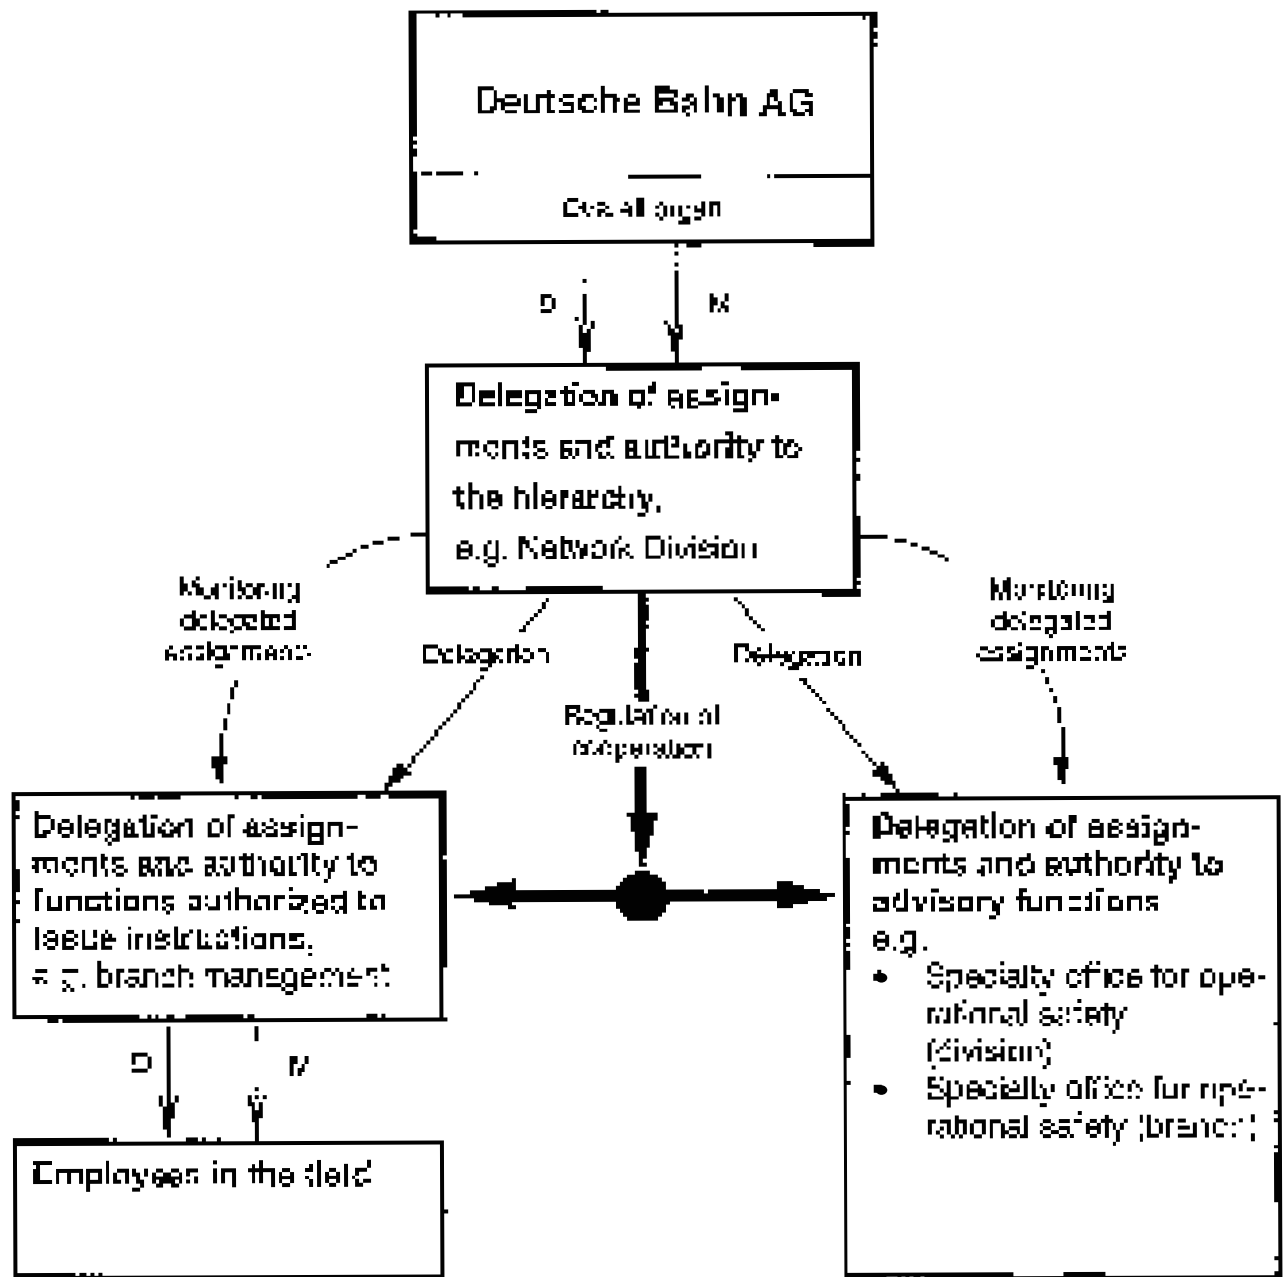 Deutsche Bahn AG
Overall organ
D M
Delegation of assign-
ments and authority to
the hierarchy,
e.g. Network Division
Monitoring
delegated
assignments
Delegation
Delegation
Monitoring
delegated
assignments
Regulation of
cooperation
Delegation of assign-
ments and authority to
functions authorized to
issue instructions,
e.g. branch management
Delegation of assign-
ments and authority to
advisory functions
e.g.
• Specialty office for ope-
rational safety
(division)
• Specialty office for ope-
rational safety (branch)
D M
Employees in the field